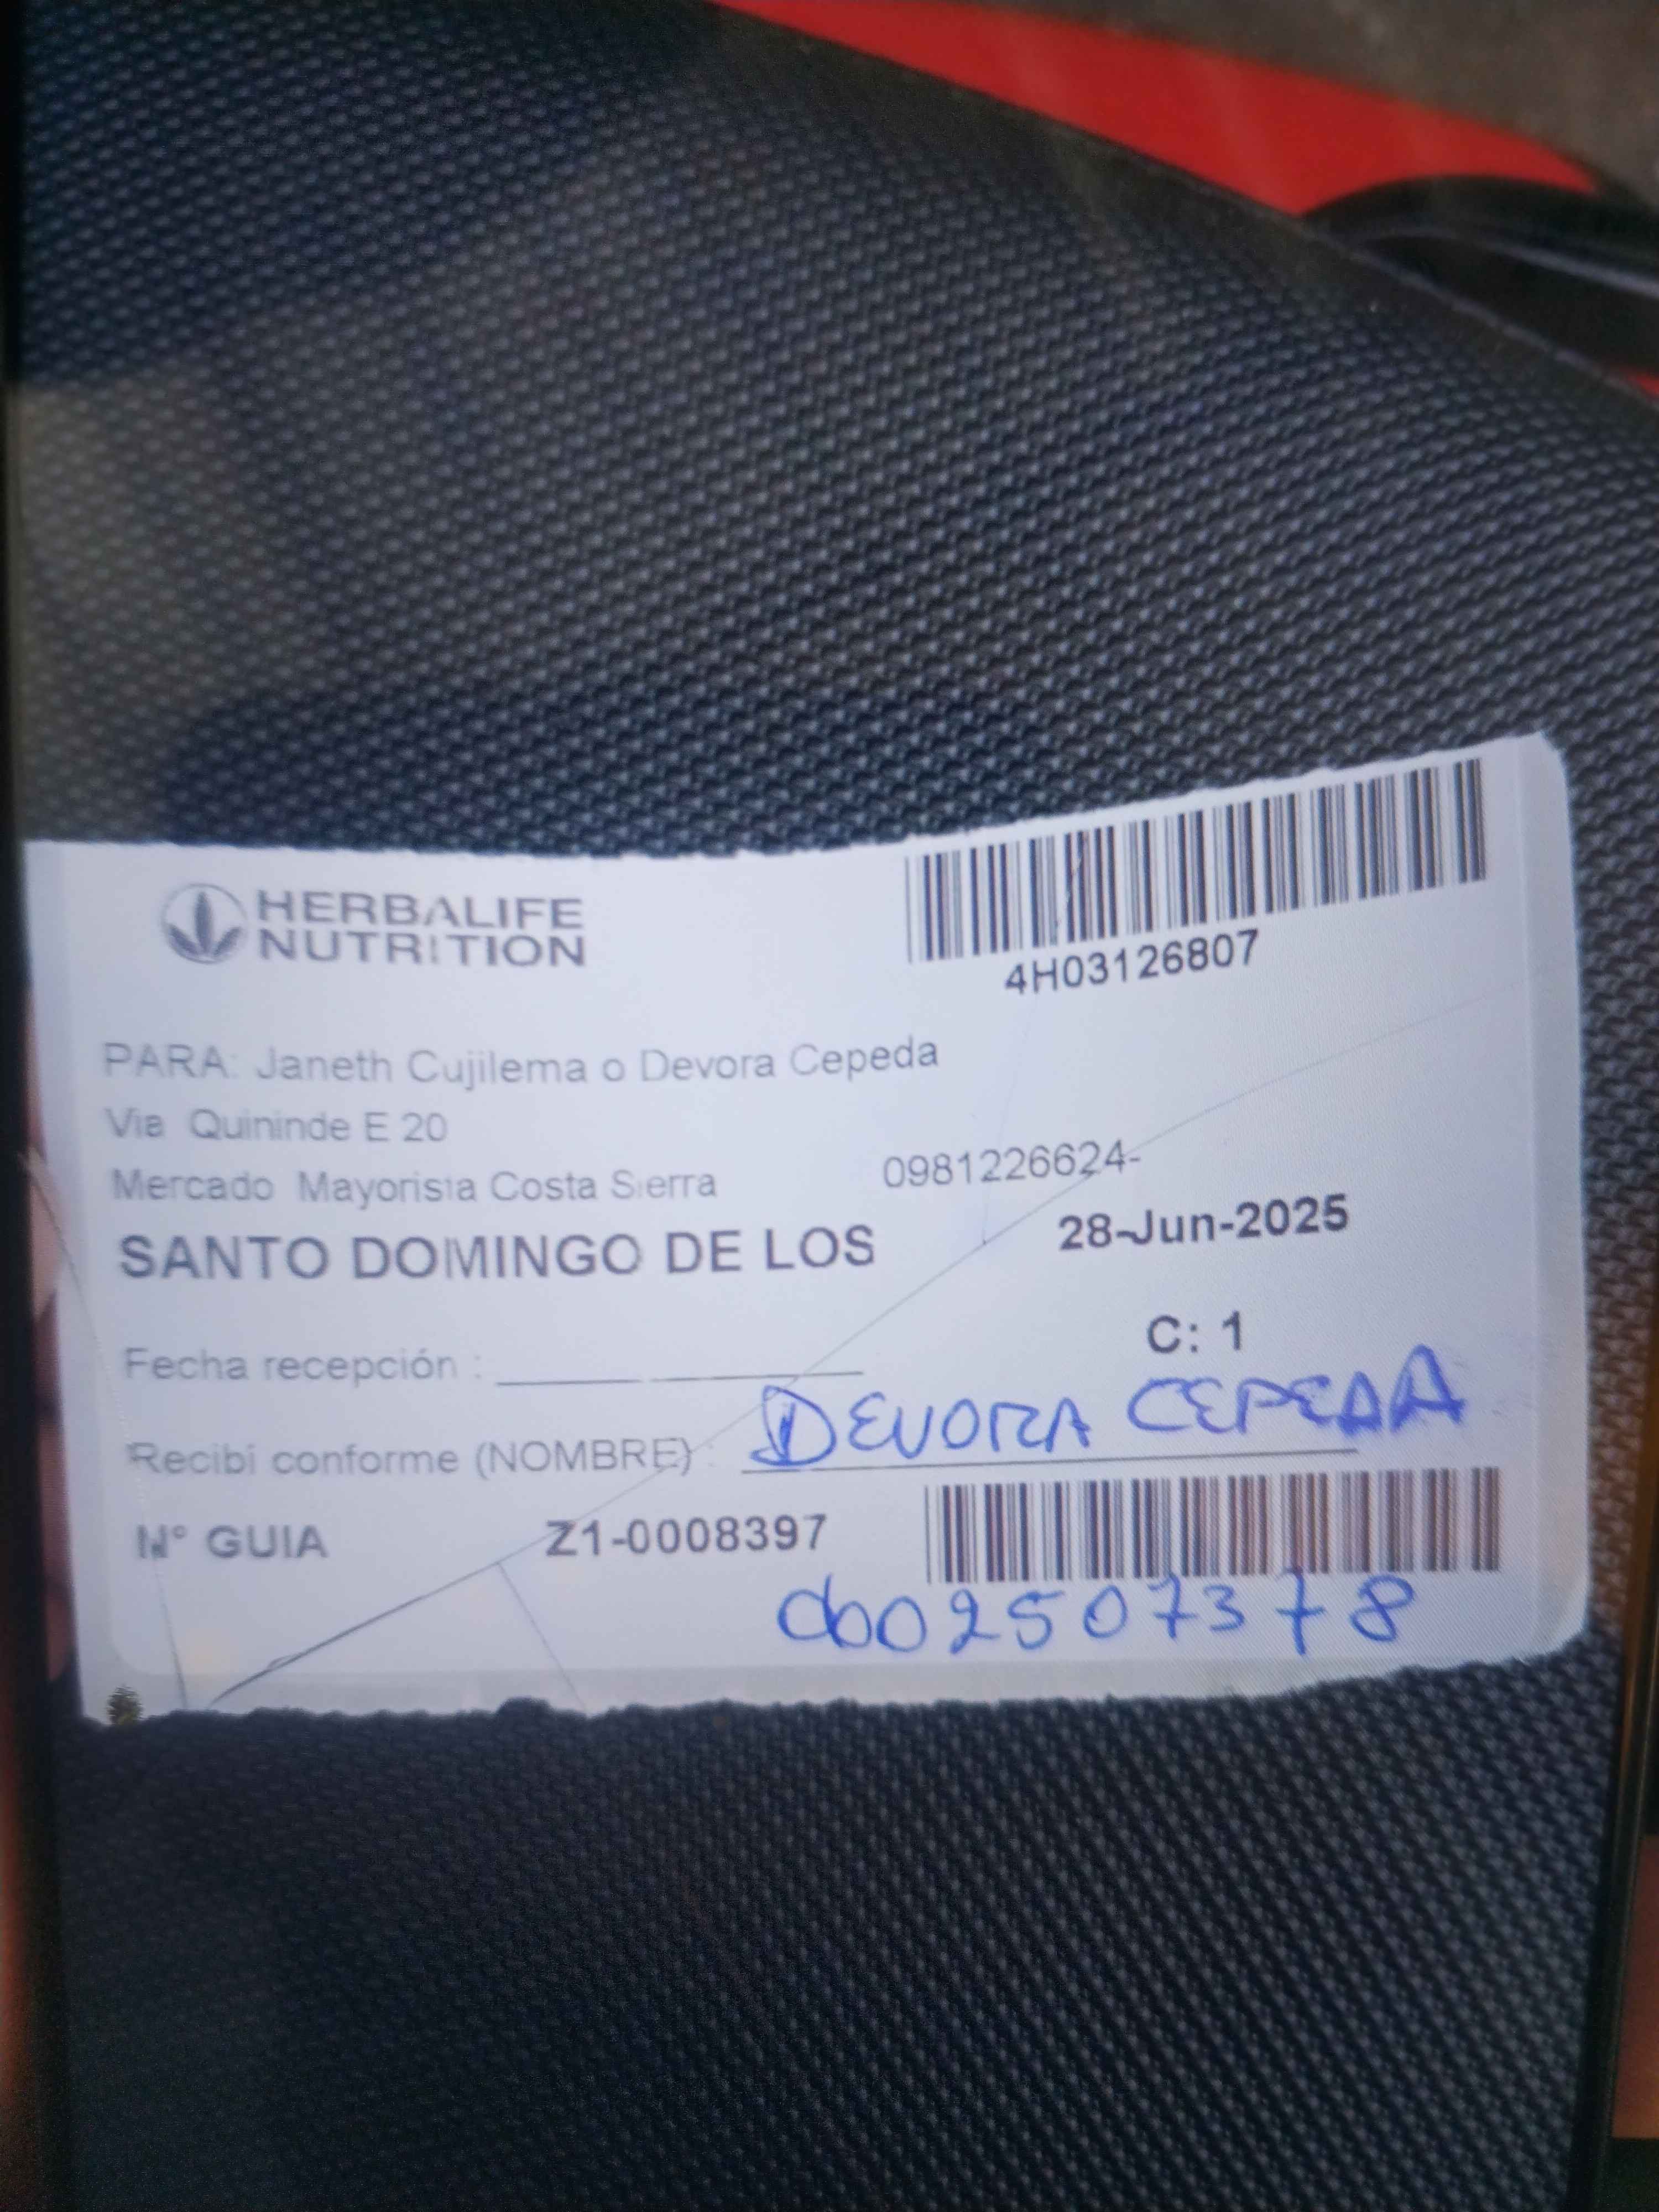 HERBALIFE
NUTRITION
4H03126807
PARA: Janeth Cujilema o Devora Cepeda
Via Quininde E 20
Mercado Mayorista Costa Sierra 0981226624-
SANTO DOMINGO DE LOS 28-Jun-2025
C: 1
Fecha recepción :
Recibi conforme (NOMBRE) : DEVORA CEPEDA
N° GUIA Z1-0008397
0602507378